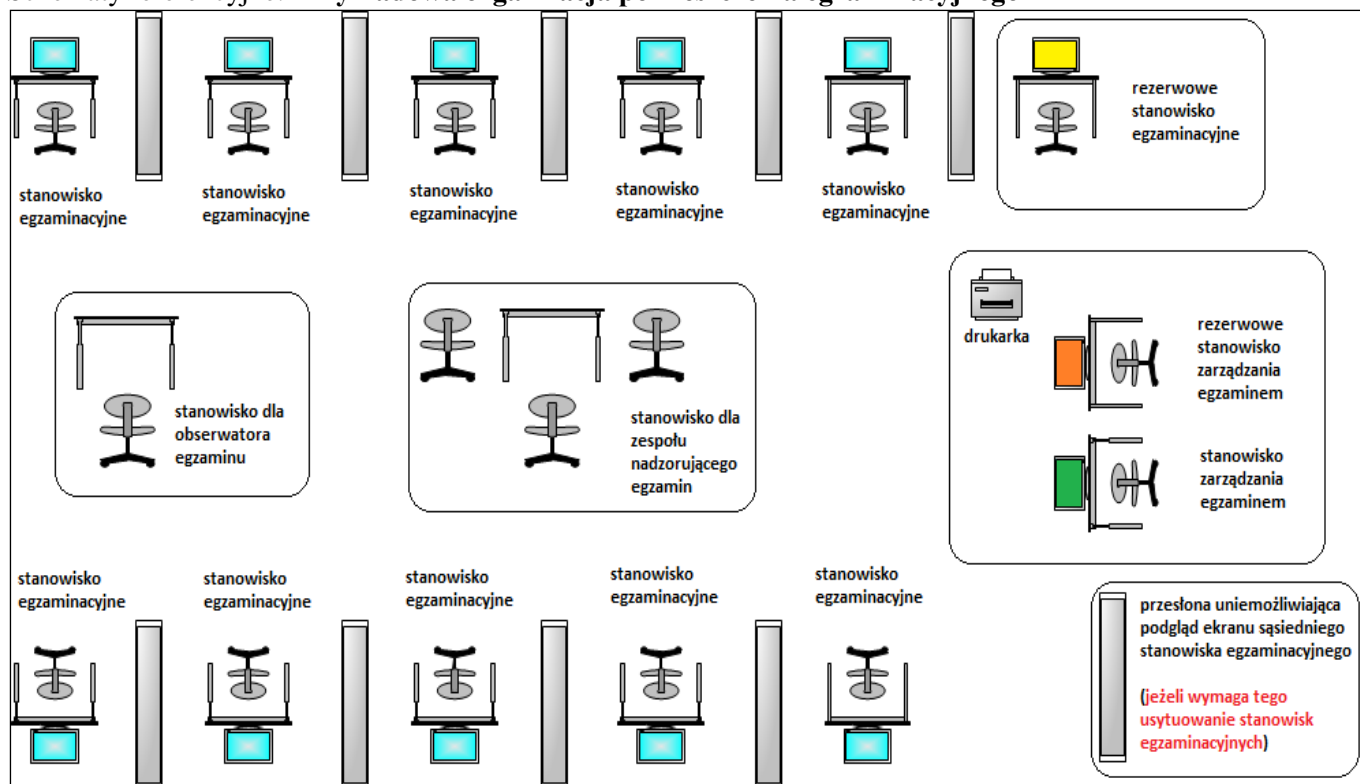 stanowisko
egzaminacyjne
stanowisko
egzaminacyjne
stanowisko
egzaminacyjne
stanowisko
egzaminacyjne
stanowisko
egzaminacyjne
rezerwowe
stanowisko
egzaminacyjne
stanowisko dla
obserwatora
egzaminu
stanowisko dla
zespołu
nadzorującego
egzamin
drukarka
rezerwowe
stanowisko
zarządzania
egzaminem
stanowisko
zarządzania
egzaminem
stanowisko
egzaminacyjne
stanowisko
egzaminacyjne
stanowisko
egzaminacyjne
stanowisko
egzaminacyjne
stanowisko
egzaminacyjne
przesłona uniemożliwiająca
podgląd ekranu sąsiedniego
stanowiska egzaminacyjnego
(jeżeli wymaga tego
usytuowanie stanowisk
egzaminacyjnych)